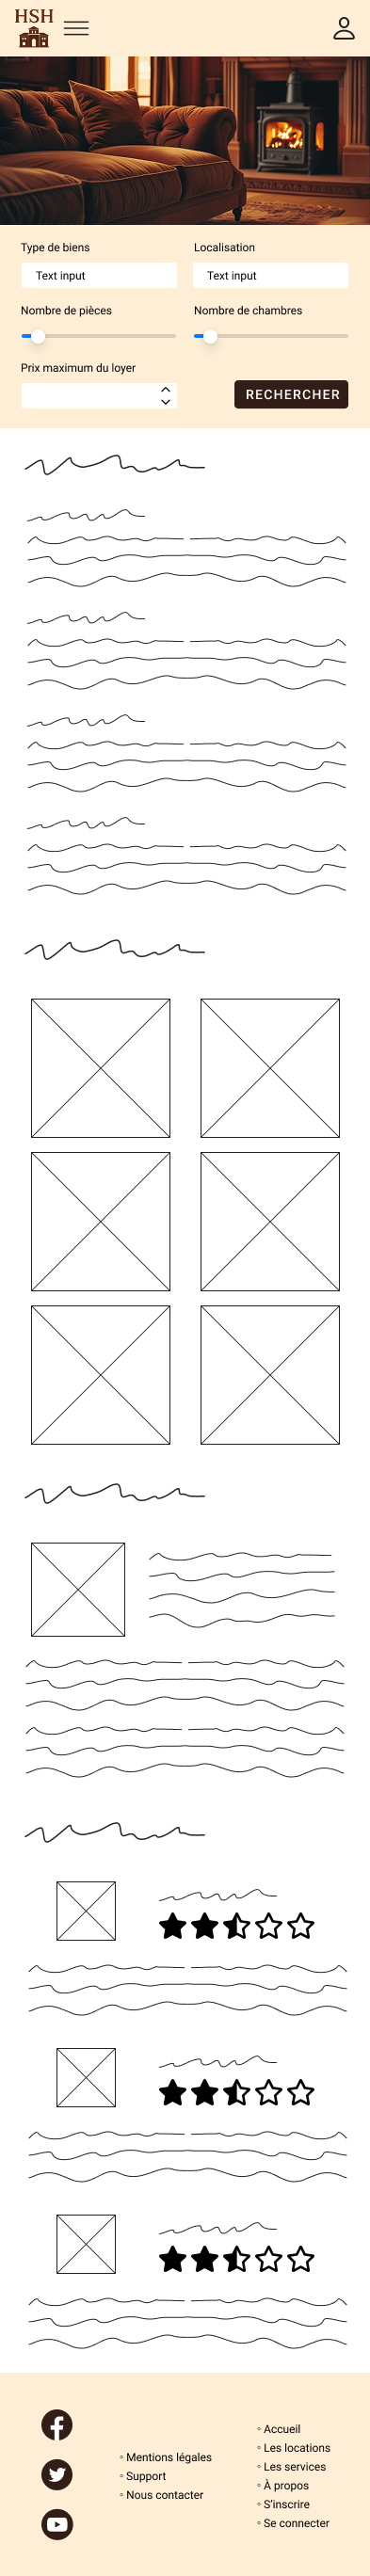 HSH
Type de biens
Localisation
Text input
Text input
Nombre de pièces
Nombre de chambres
Prix maximum du loyer
RECHERCHER
◦ Mentions légales
◦ Support
◦ Nous contacter
◦ Accueil
◦ Les locations
◦ Les services
◦ À propos
◦ S'inscrire
◦ Se connecter